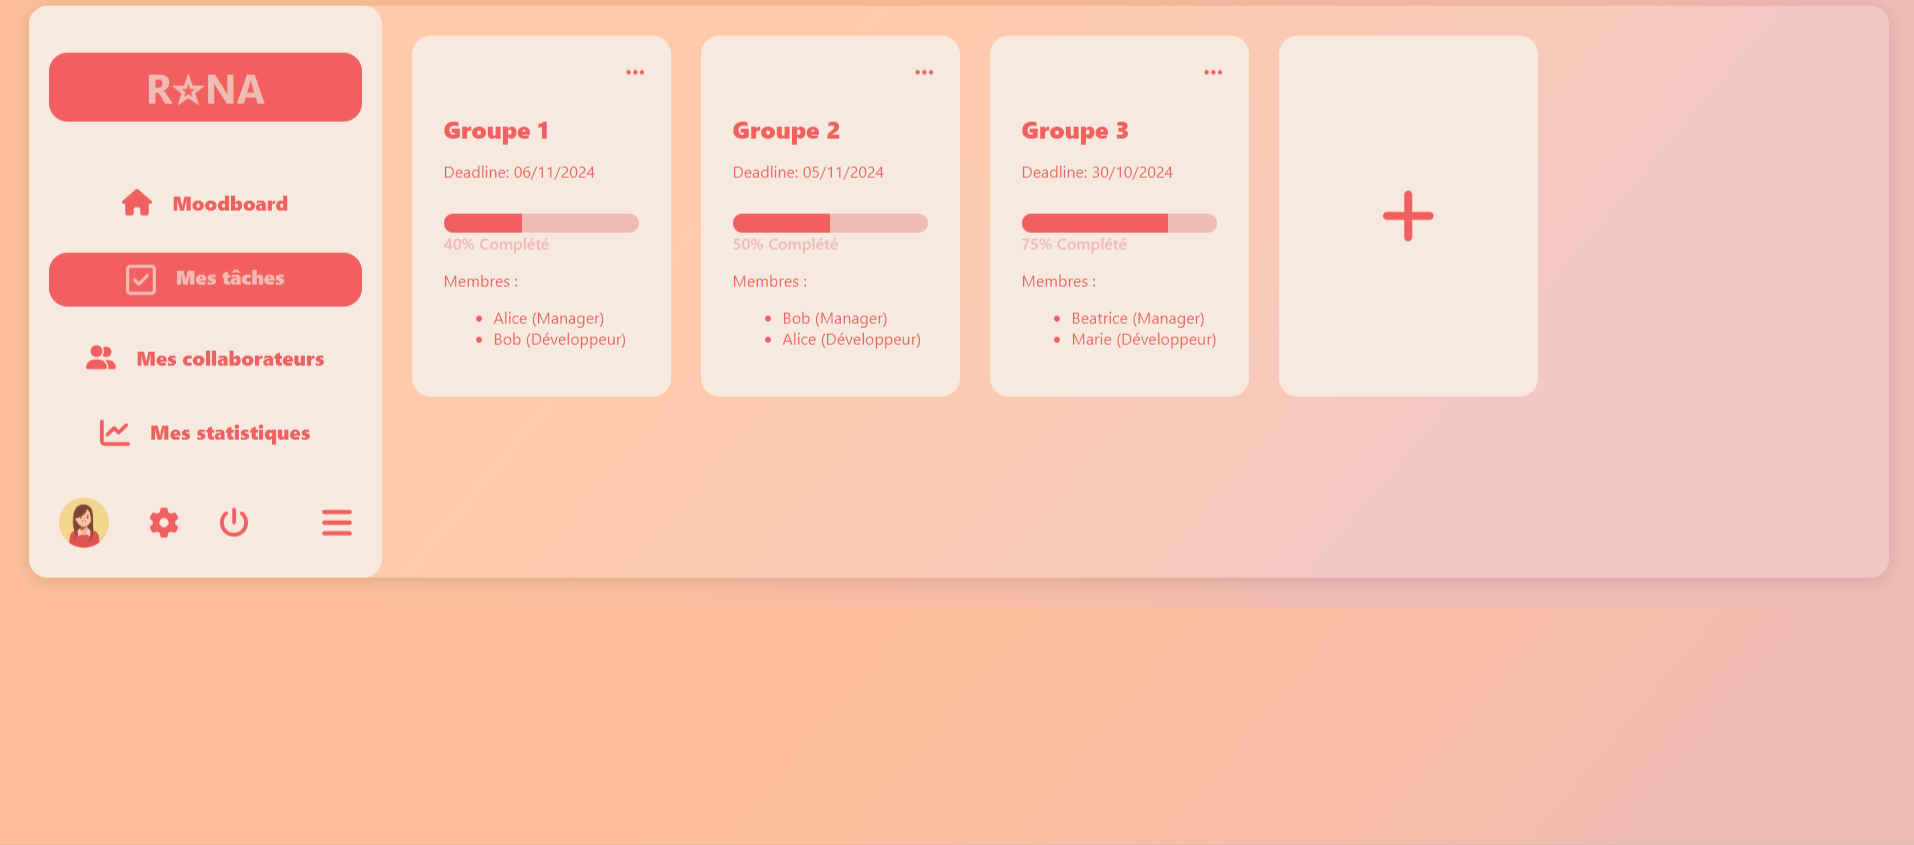 R☆NA
Moodboard
Mes tâches
Mes collaborateurs
Mes statistiques
Groupe 1
Deadline: 06/11/2024
40% Complété
Membres :
• Alice (Manager)
• Bob (Développeur)
Groupe 2
Deadline: 05/11/2024
50% Complété
Membres :
• Bob (Manager)
• Alice (Développeur)
Groupe 3
Deadline: 30/10/2024
75% Complété
Membres :
• Beatrice (Manager)
• Marie (Développeur)